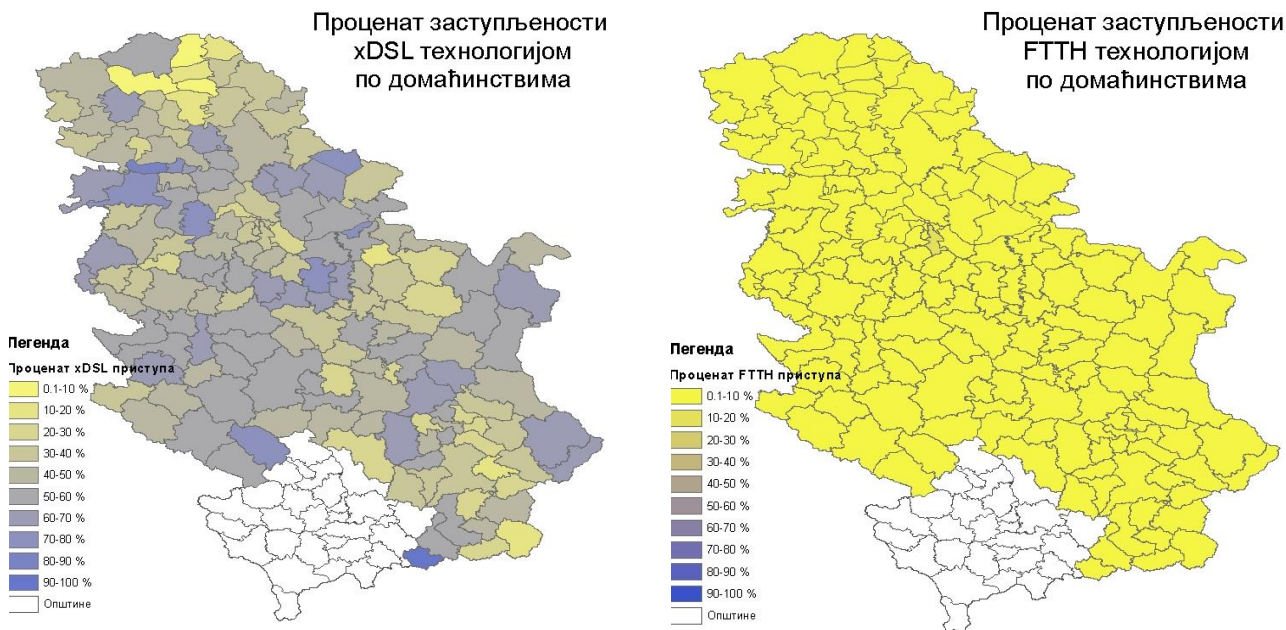 Проценат заступљености
xDSL технологијом
по домаћинствима
Пегенда
Проценат xDSL приступа
0.1-10 %
10-20 %
20-30 %
30-40 %
40-50 %
50-60 %
60-70 %
70-80 %
80-90 %
90-100 %
Општине
Проценат заступљености
FTTH технологијом
по домаћинствима
Пегенда
Проценат FTTH приступа
0.1-10 %
10-20 %
20-30 %
30-40 %
40-50 %
50-60 %
60-70 %
70-80 %
80-90 %
90-100 %
Општине